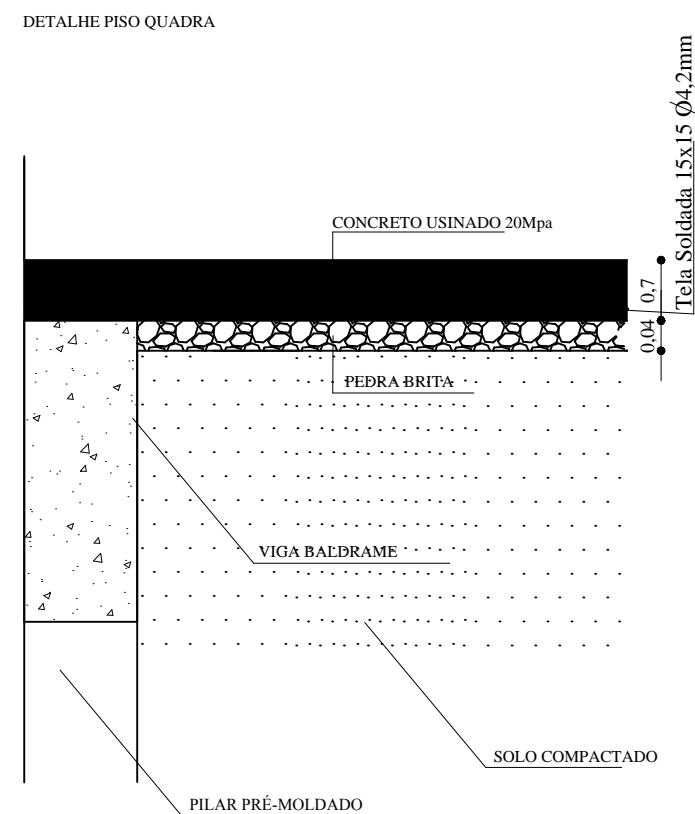 DETALHE PISO QUADRA
Tela Soldada 15x15 Ø4,2mm
CONCRETO USINADO 20Mpa
0,7
0,04
PEDRA BRITA
VIGA BALDRAME
SOLO COMPACTADO
PILAR PRÉ-MOLDADO